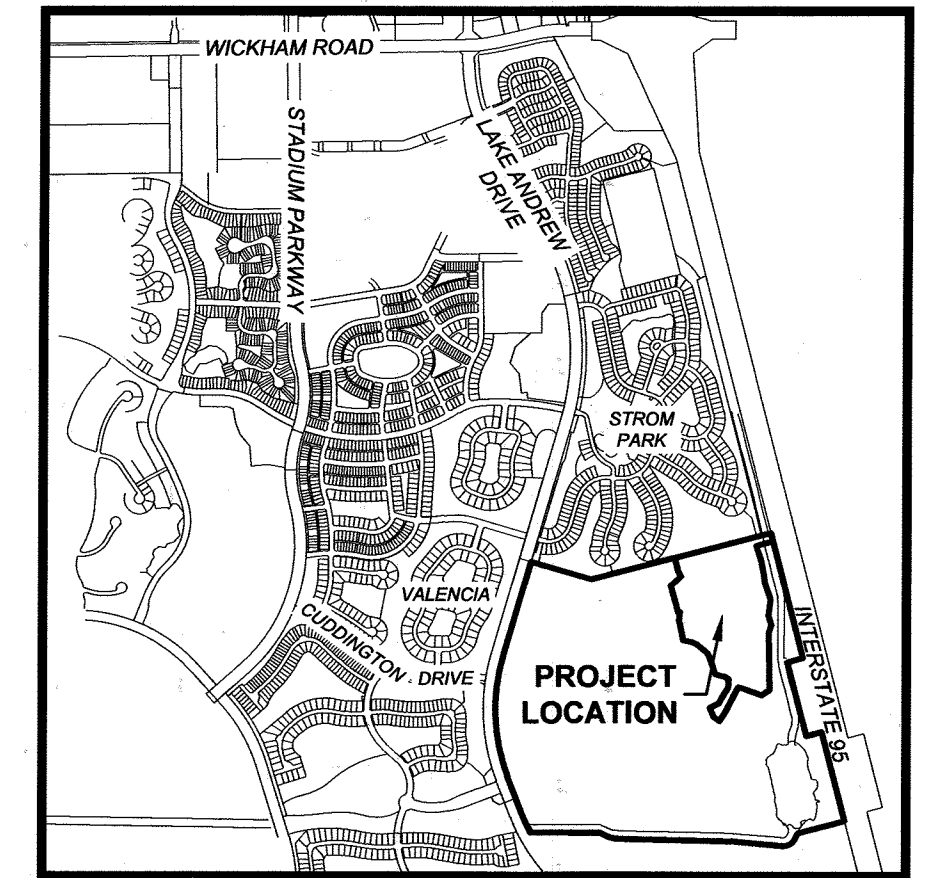 WICKHAM ROAD
STADIUM PARKWAY
LAKE ANDREW
DRIVE
STROM
PARK
VALENCIA
CUDDINGTON DRIVE
PROJECT
LOCATION
INTERSTATE 95